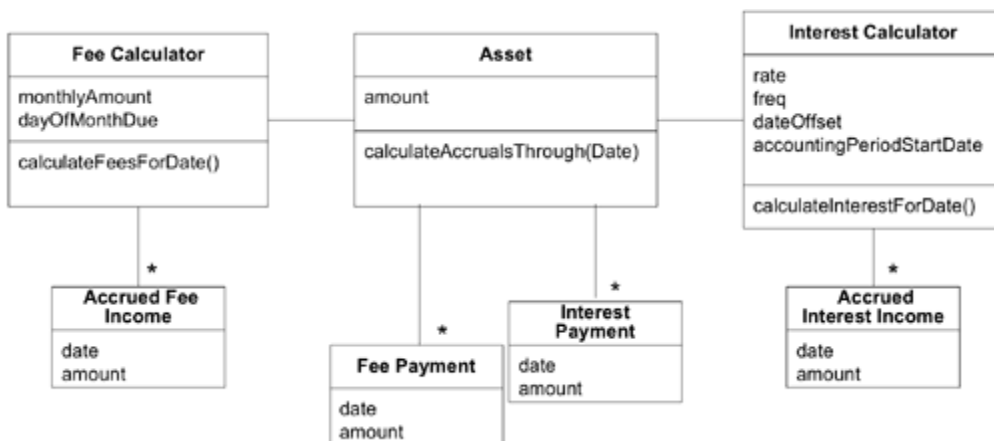 Fee Calculator
monthlyAmount
dayOfMonthDue
calculateFeesForDate()
Asset
amount
calculateAccrualsThrough(Date)
Interest Calculator
rate
freq
dateOffset
accountingPeriodStartDate
calculateInterestForDate()
*
Accrued Fee
Income
date
amount
*
Fee Payment
date
amount
*
Interest
Payment
date
amount
*
Accrued
Interest Income
date
amount